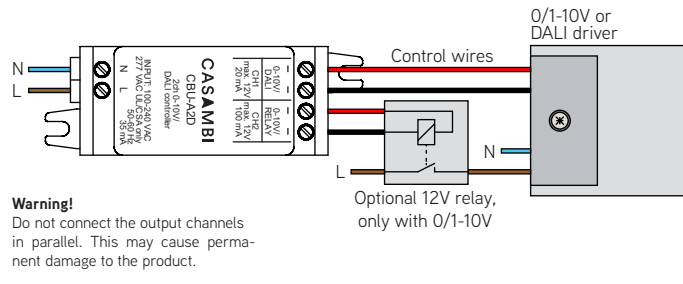 0/1-10V or
DALI driver
Control wires
N
L
INPUT: 100-240 VAC
277 VAC UL/CSA only
50-60 Hz
35 mA
N L
CASAMBI
CBU-A2D
2ch 0-10V/
DALI controller
0-10V/
DALI
CH1
max. 12V
20 mA
0-10V/
RELAY
CH2
max. 12V
100 mA
N
L
Optional 12V relay,
only with 0/1-10V
Warning!
Do not connect the output channels
in parallel. This may cause perma-
nent damage to the product.